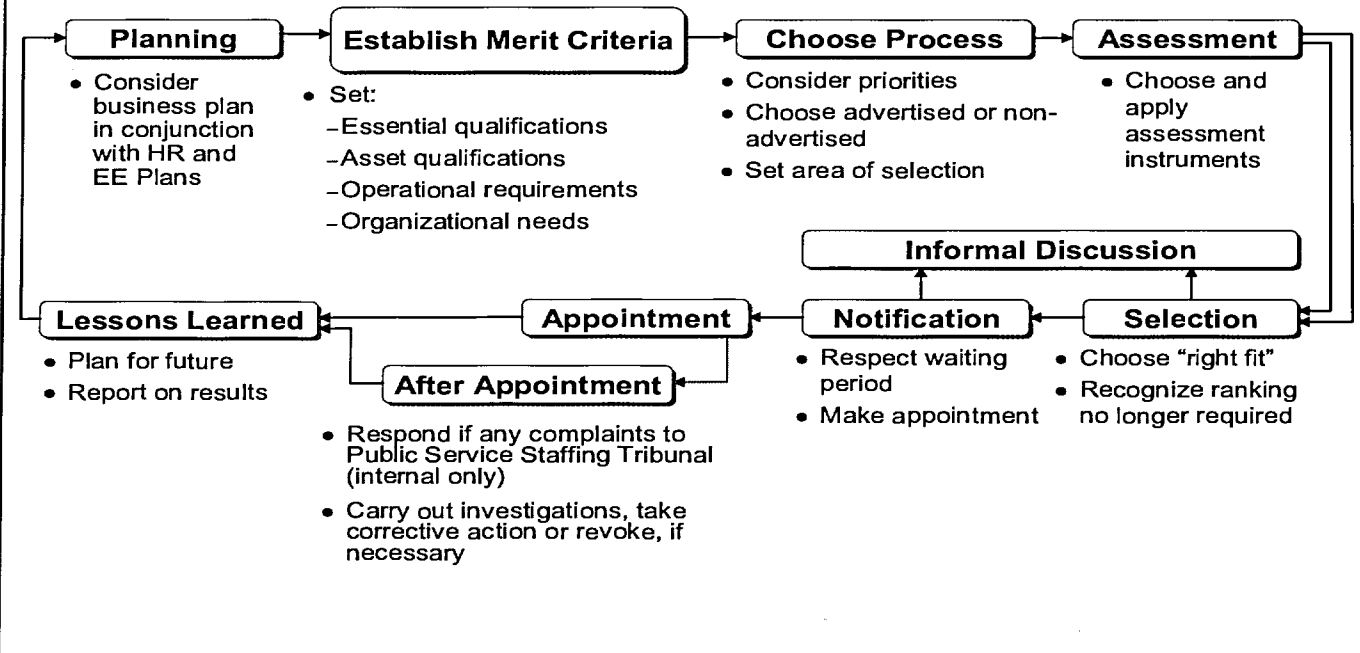 Planning
• Consider
business plan
in conjunction
with HR and
EE Plans
Establish Merit Criteria
• Set:
–Essential qualifications
–Asset qualifications
–Operational requirements
–Organizational needs
Choose Process
• Consider priorities
• Choose advertised or non-
advertised
• Set area of selection
Assessment
• Choose and
apply
assessment
instruments
Informal Discussion
Selection
• Choose “right fit”
• Recognize ranking
no longer required
Notification
• Respect waiting
period
• Make appointment
Appointment
After Appointment
• Respond if any complaints to
Public Service Staffing Tribunal
(internal only)
• Carry out investigations, take
corrective action or revoke, if
necessary
Lessons Learned
• Plan for future
• Report on results